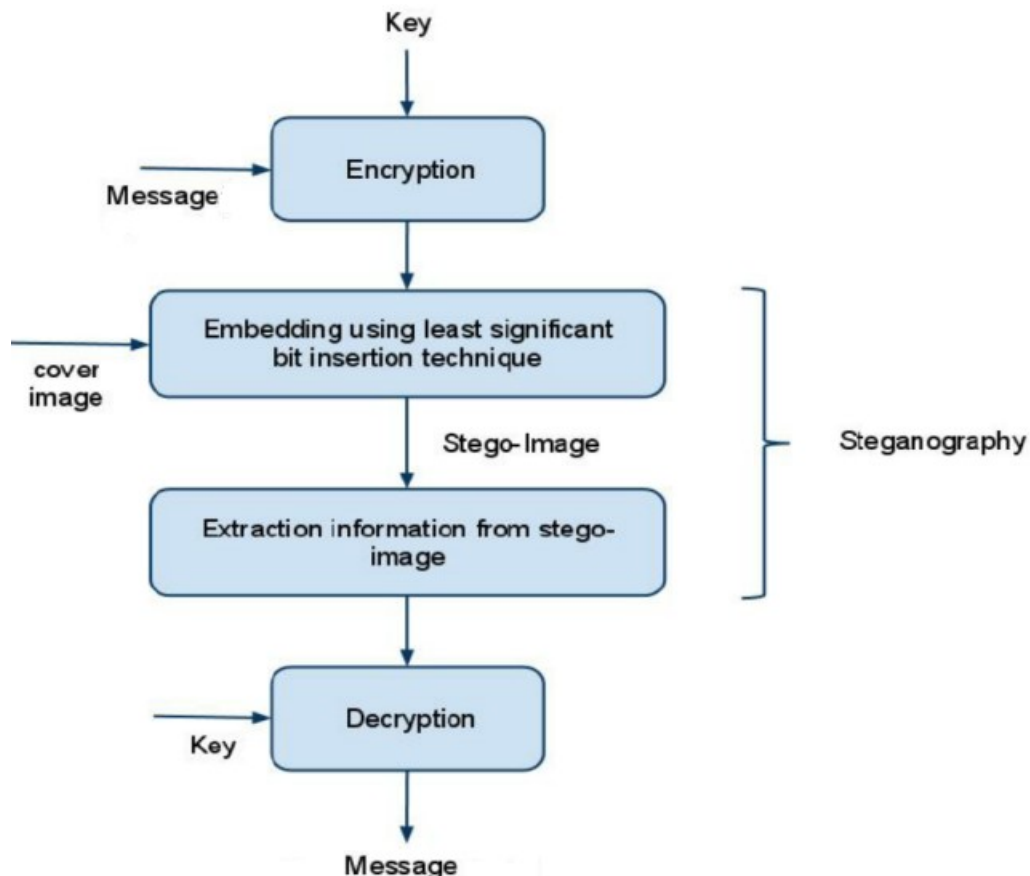 Key
Encryption
Message
Embedding using least significant
bit insertion technique
cover
image
Stego-Image
Steganography
Extraction information from stego-
image
Decryption
Key
Message